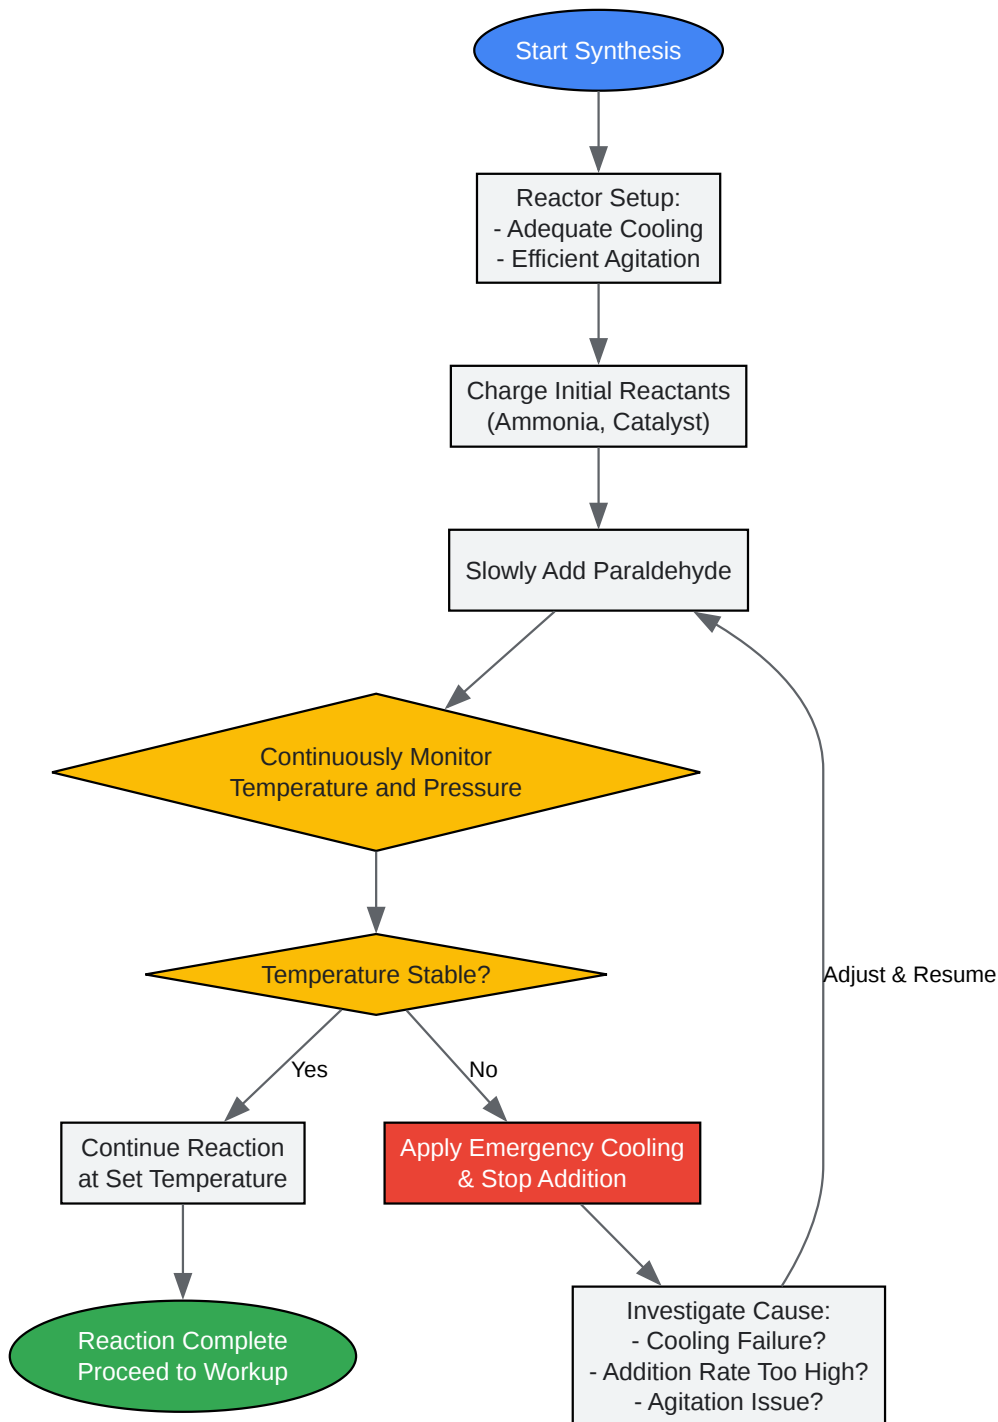 Start Synthesis
Reactor Setup:
- Adequate Cooling
- Efficient Agitation
Charge Initial Reactants
(Ammonia, Catalyst)
Slowly Add Paraldehyde
Continuously Monitor
Temperature and Pressure
Temperature Stable?
Adjust & Resume
Yes
No
Continue Reaction
at Set Temperature
Apply Emergency Cooling
& Stop Addition
Reaction Complete
Proceed to Workup
Investigate Cause:
- Cooling Failure?
- Addition Rate Too High?
- Agitation Issue?